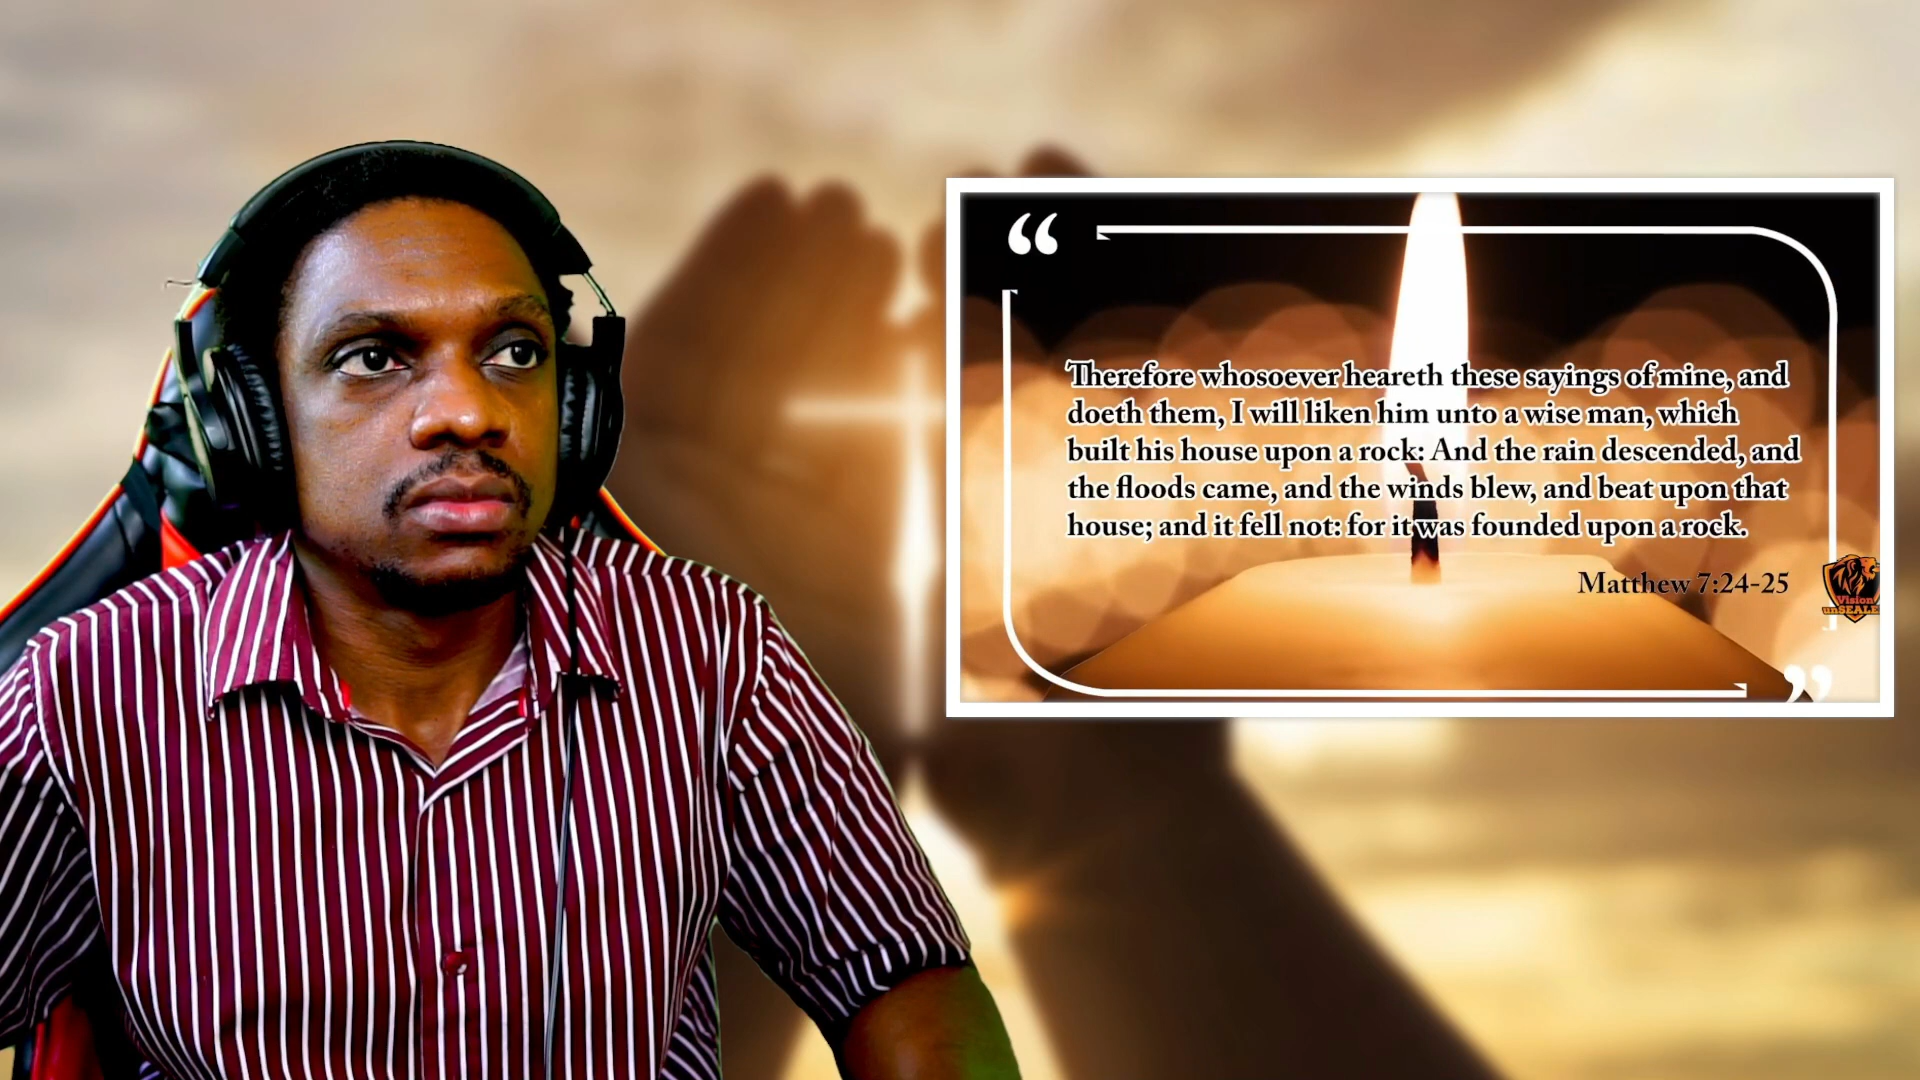 Therefore whosoever heareth these sayings of mine, and
doeth them, I will liken him unto a wise man, which
built his house upon a rock: And the rain descended, and
the floods came, and the winds blew, and beat upon that
house; and it fell not: for it was founded upon a rock.
Matthew 7:24-25
Vision
unSEALE